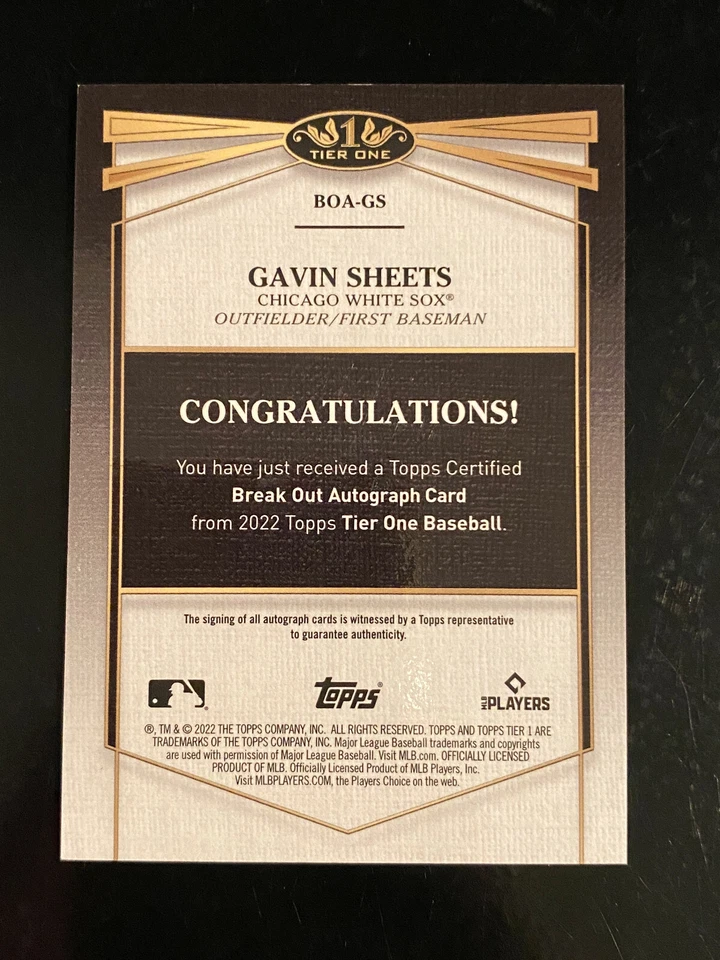 1
TIER ONE
BOA-GS
GAVIN SHEETS
CHICAGO WHITE SOX®
OUTFIELDER/FIRST BASEMAN
CONGRATULATIONS!
You have just received a Topps Certified
Break Out Autograph Card
from 2022 Topps Tier One Baseball.
The signing of all autograph cards is witnessed by a Topps representative
to guarantee authenticity.
Topps®
MLB PLAYERS
®, TM & © 2022 THE TOPPS COMPANY, INC. ALL RIGHTS RESERVED. TOPPS AND TOPPS TIER 1 ARE
TRADEMARKS OF THE TOPPS COMPANY, INC. Major League Baseball trademarks and copyrights
are used with permission of Major League Baseball. Visit MLB.com. OFFICIALLY LICENSED
PRODUCT OF MLB. Officially Licensed Product of MLB Players, Inc.
Visit MLBPLAYERS.COM, the Players Choice on the web.